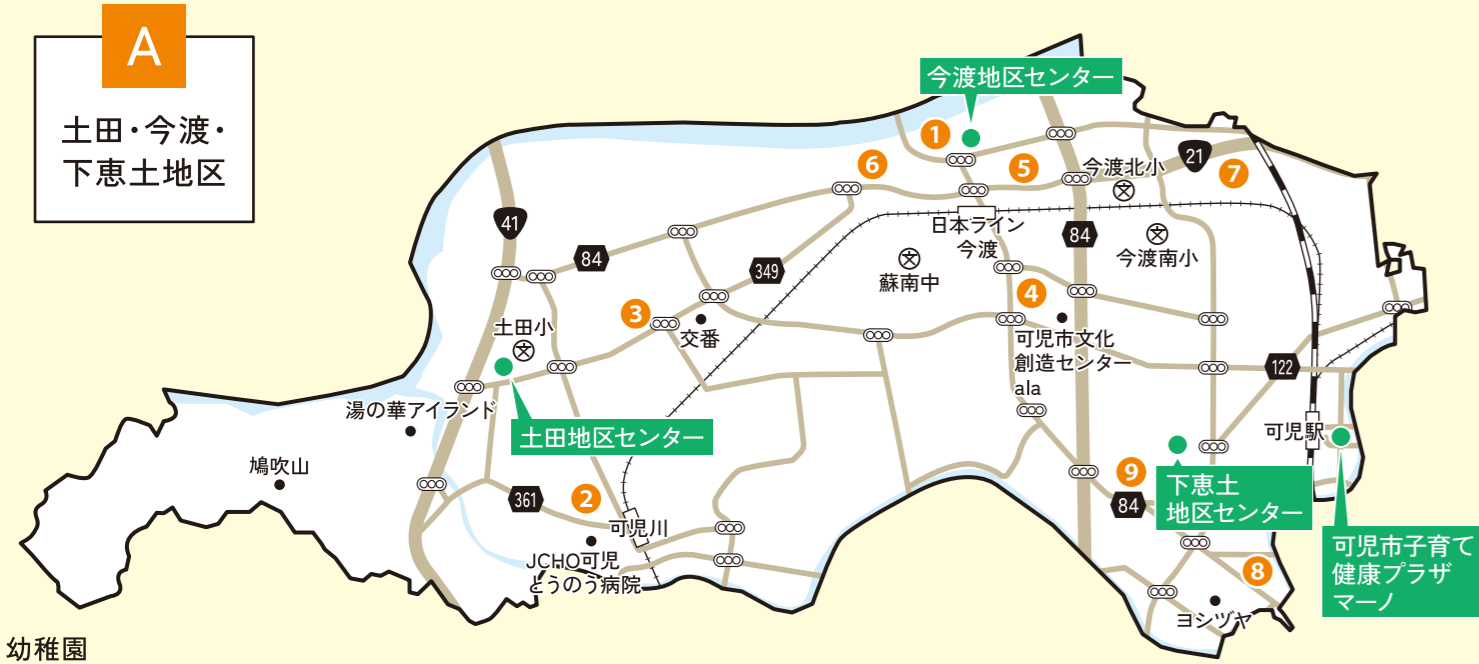 A
土田・今渡・
下恵土地区
今渡地区センター
1
6
5
今渡北小
21
7
41
84
日本ライン
今渡
84
今渡南小
349
蘇南中
3
4
土田小
交番
可児市文化
創造センター
ala
122
湯の華アイランド
土田地区センター
可児駅
鳩吹山
9
下恵土
地区センター
361
2
84
可児川
可児市子育て
健康プラザ
マーノ
JCHO可児
とうのう病院
8
ヨシヅヤ
幼稚園